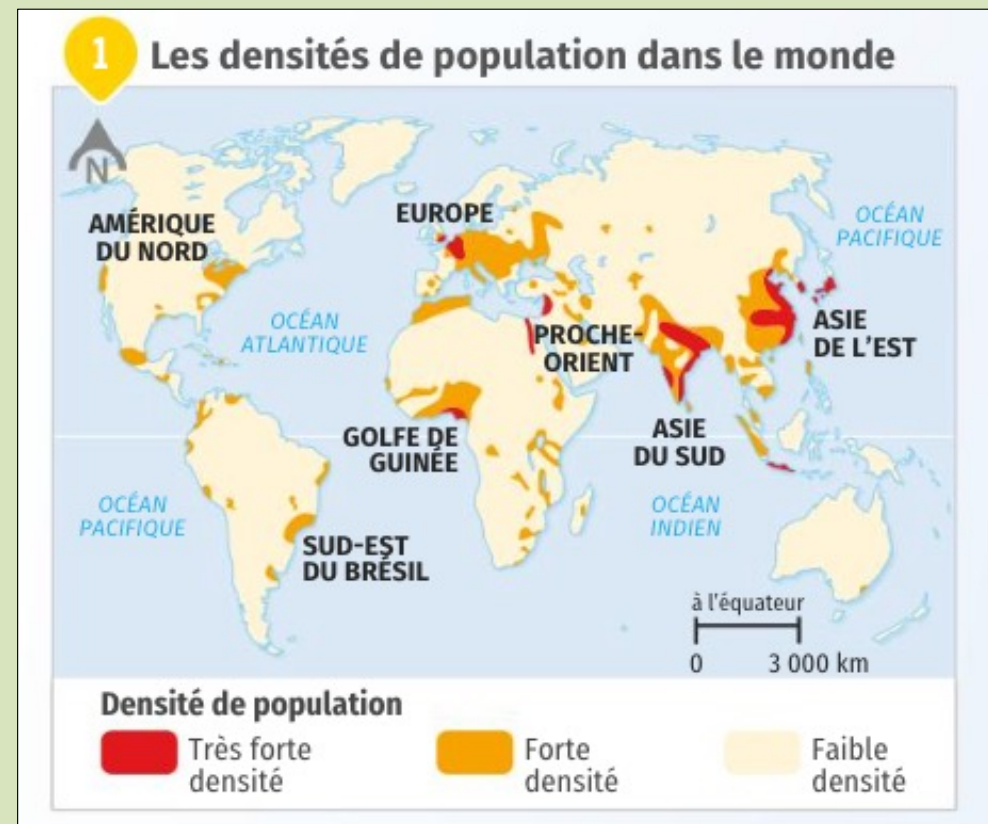 1
Les densités de population dans le monde
N
AMÉRIQUE
DU NORD
EUROPE
OCÉAN
PACIFIQUE
OCÉAN
ATLANTIQUE
PROCHE-
ORIENT
ASIE
DE L'EST
GOLFE DE
GUINÉE
ASIE
DU SUD
OCÉAN
PACIFIQUE
OCÉAN
INDIEN
SUD-EST
DU BRÉSIL
à l'équateur
0 3 000 km
Densité de population
Très forte
densité
Forte
densité
Faible
densité